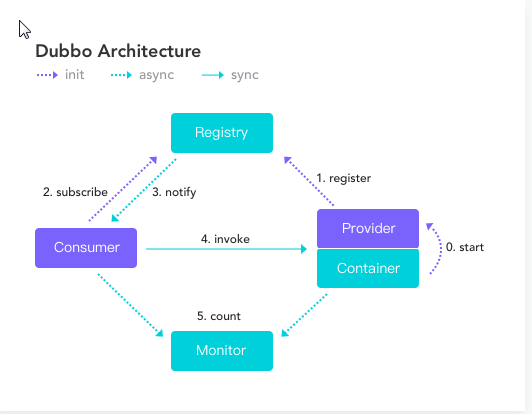 Dubbo Architecture
init async sync
Registry
1. register
2. subscribe 3. notify
Provider
4. invoke
Consumer
0. start
Container
5. count
Monitor